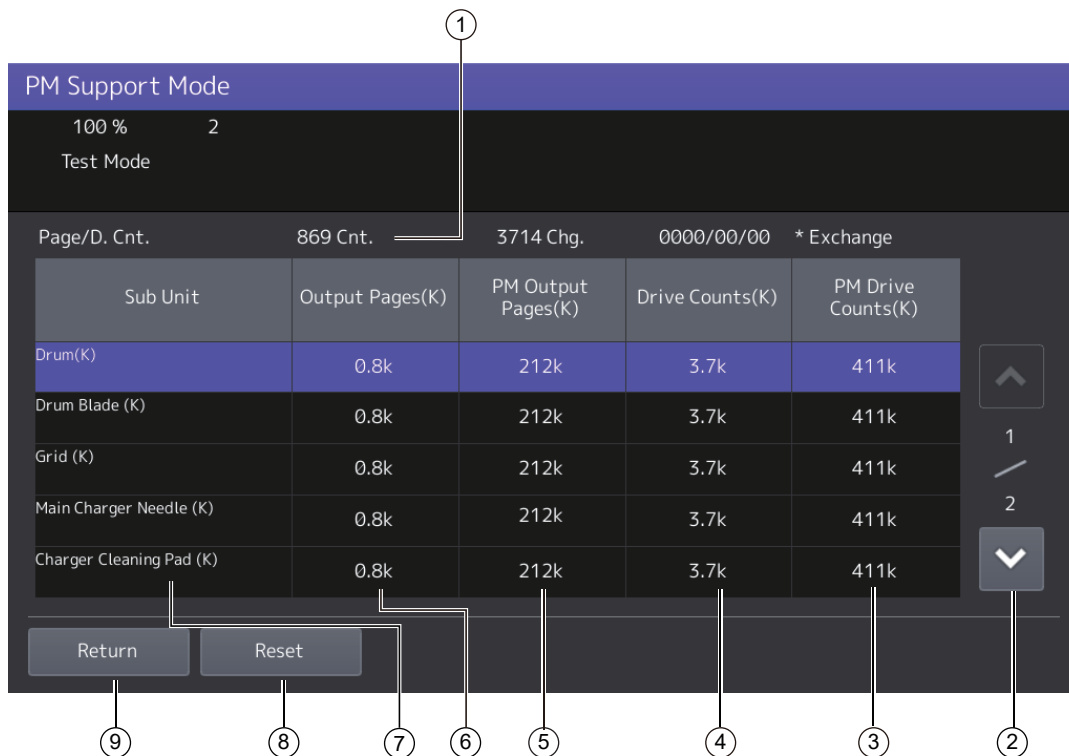 1
PM Support Mode
100 % 2
Test Mode
Page/D. Cnt. 869 Cnt. 3714 Chg. 0000/00/00 * Exchange
Sub Unit Output Pages(K) PM Output Pages(K) Drive Counts(K) PM Drive Counts(K)
Drum(K) 0.8k 212k 3.7k 411k
Drum Blade (K) 0.8k 212k 3.7k 411k
Grid (K) 0.8k 212k 3.7k 411k
Main Charger Needle (K) 0.8k 212k 3.7k 411k
Charger Cleaning Pad (K) 0.8k 212k 3.7k 411k
1
/
2
Return Reset
9 8 7 6 5 4 3 2